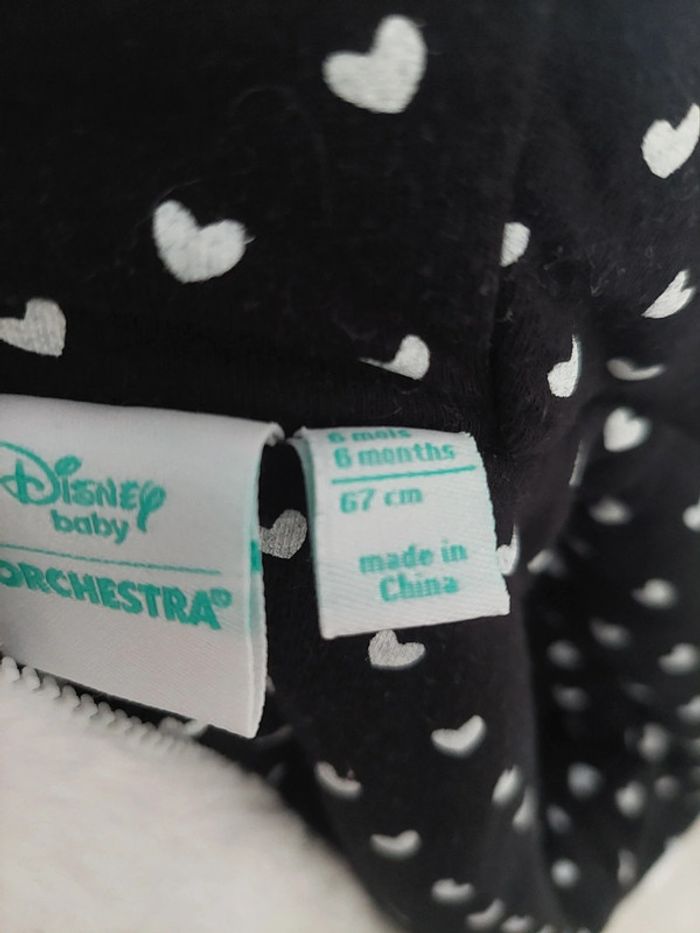 Disney
baby
ORCHESTRA®
6 mois
6 months
67 cm
made in
China